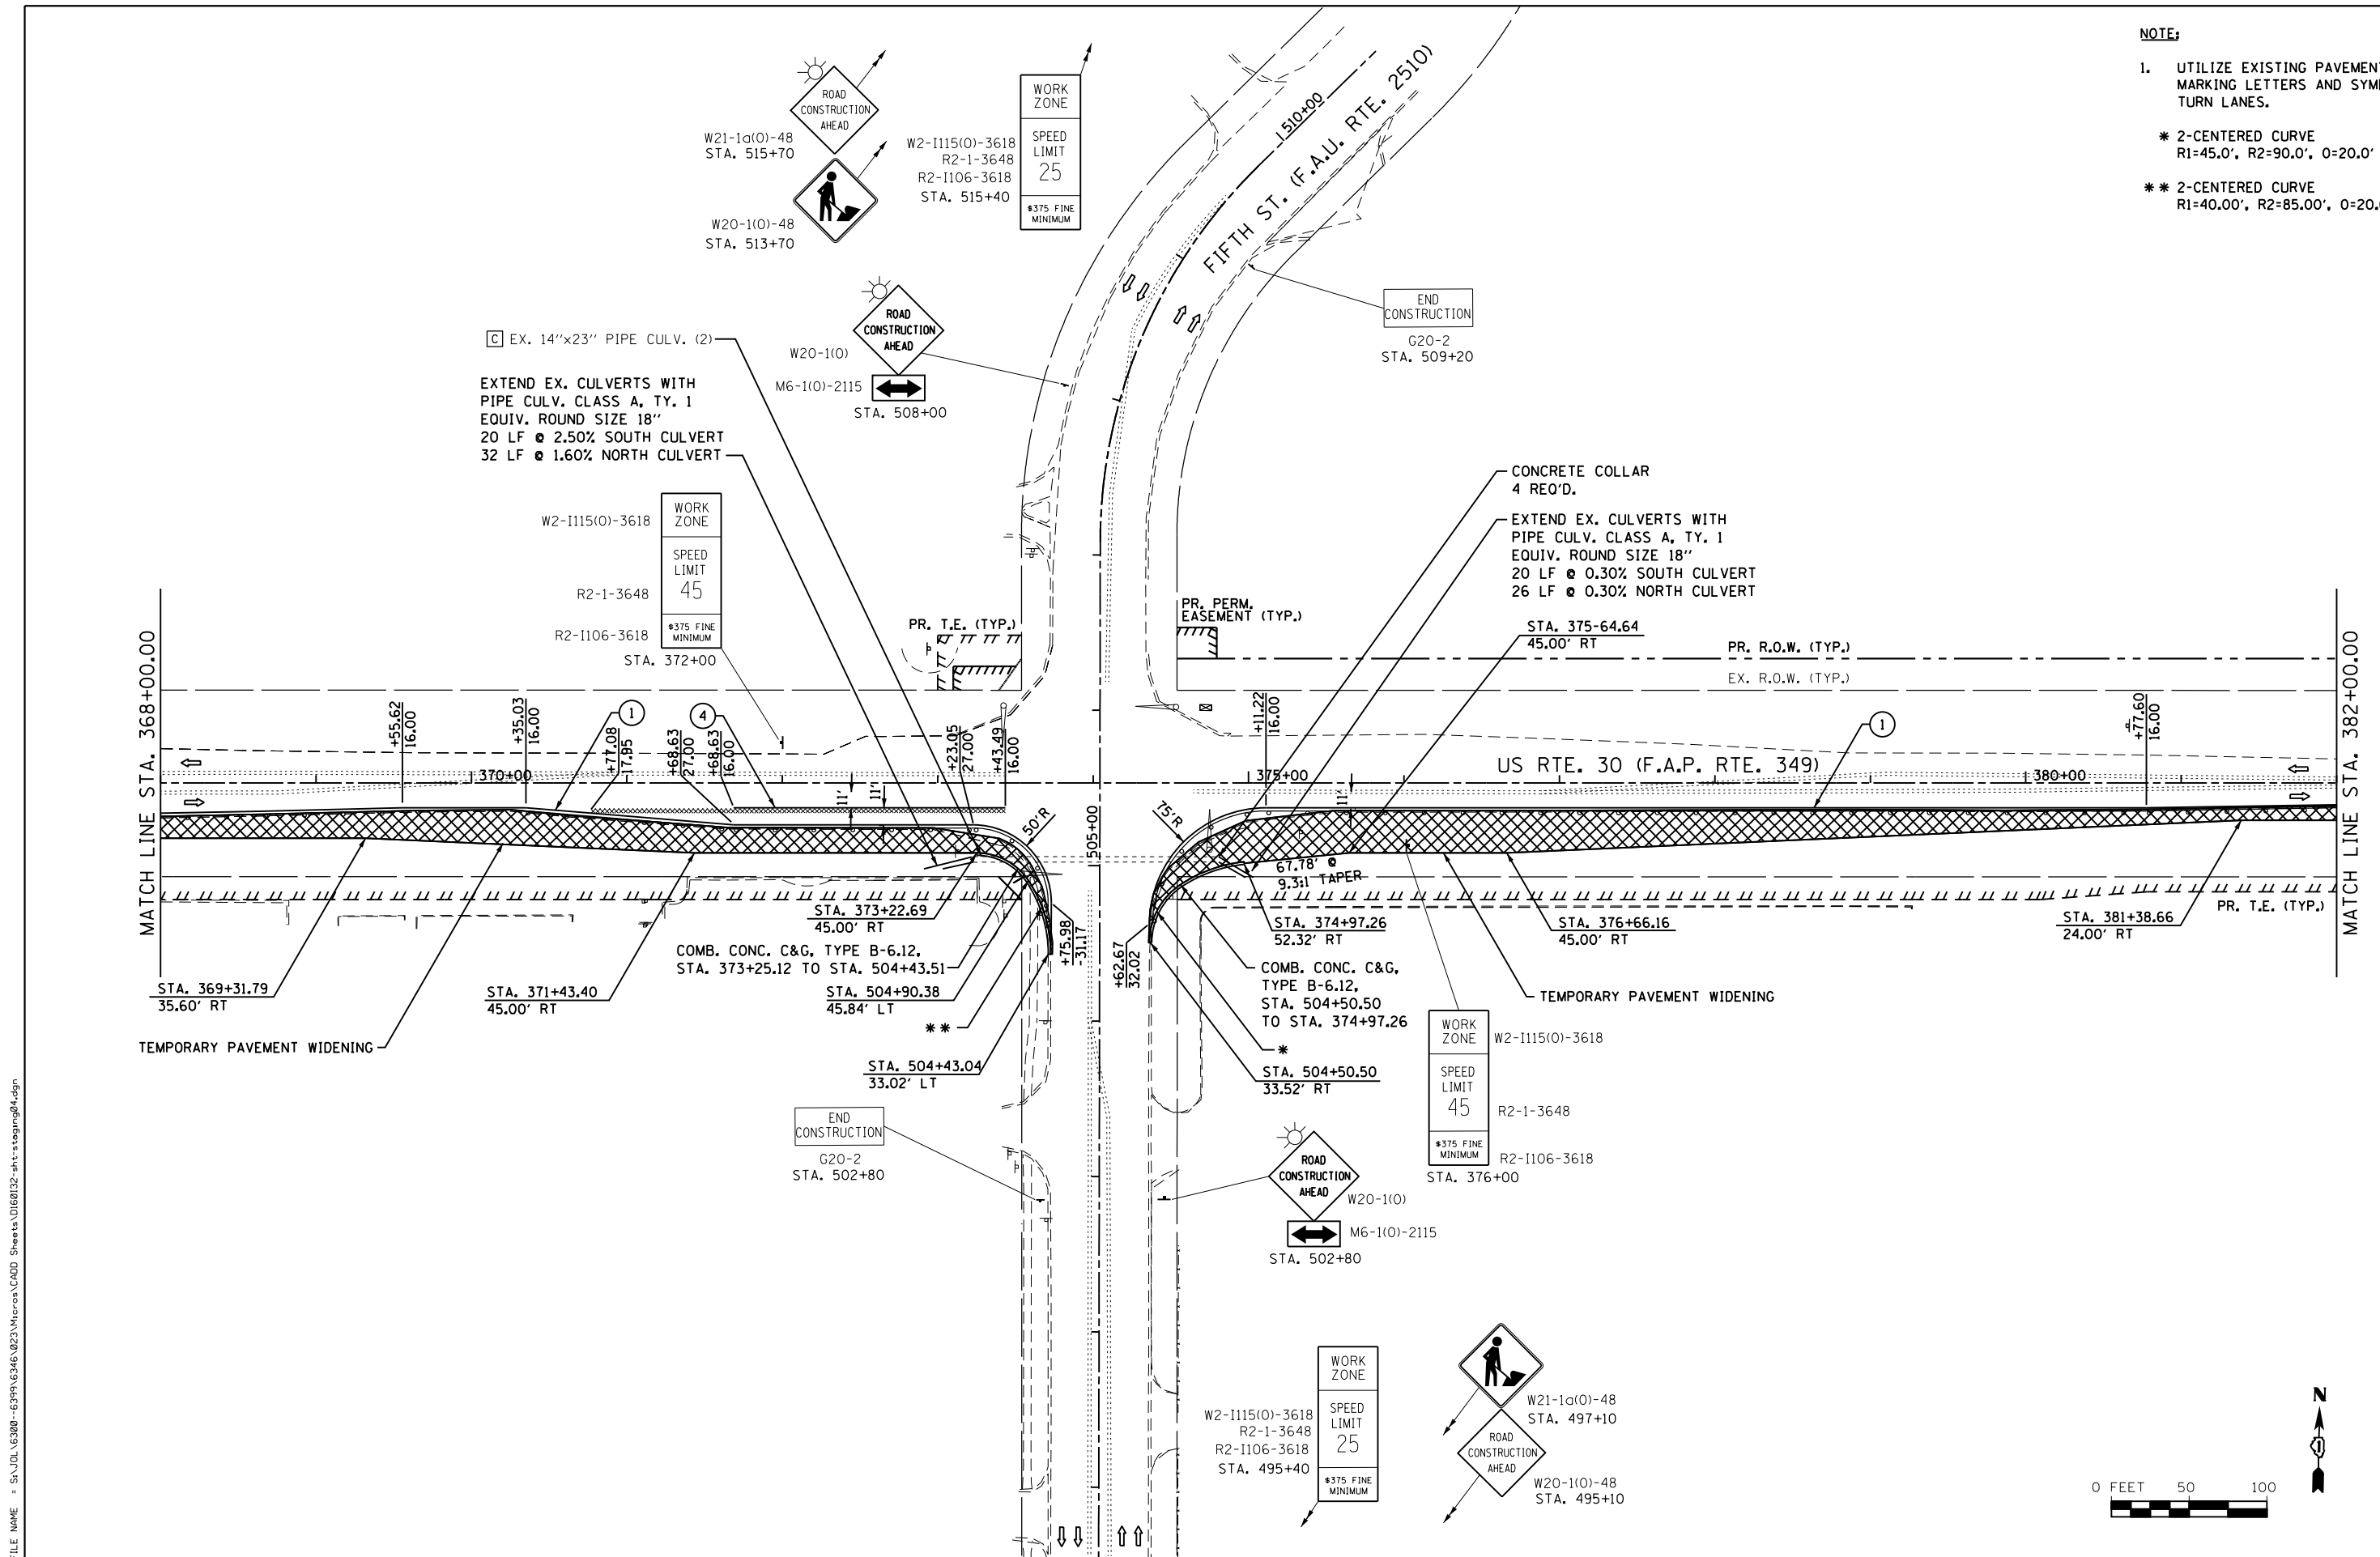 NOTE:
1. UTILIZE EXISTING PAVEMENT
MARKING LETTERS AND
TURN LANES.
* 2-CENTERED CURVE
R1=45.0', R2=90.0', O=20.0'
** 2-CENTERED CURVE
R1=40.00', R2=85.00', O=20.
ROAD
CONSTRUCTION
AHEAD
W21-1a(O)-48
STA. 515+70
W20-1(O)-48
STA. 513+70
WORK
ZONE
SPEED
LIMIT
25
$375 FINE
MINIMUM
W2-I115(O)-3618
R2-1-3648
R2-I106-3618
STA. 515+40
510+00
FIFTH ST. (F.A.U. RTE. 2510)
END
CONSTRUCTION
G20-2
STA. 509+20
ROAD
CONSTRUCTION
AHEAD
W20-1(O)
M6-1(O)-2115
STA. 508+00
C EX. 14"x23" PIPE CULV. (2)
EXTEND EX. CULVERTS WITH
PIPE CULV. CLASS A, TY. 1
EQUIV. ROUND SIZE 18"
20 LF @ 2.50% SOUTH CULVERT
32 LF @ 1.60% NORTH CULVERT
WORK
ZONE
SPEED
LIMIT
45
$375 FINE
MINIMUM
W2-I115(O)-3618
R2-1-3648
R2-I106-3618
STA. 372+00
CONCRETE COLLAR
4 REQ'D.
EXTEND EX. CULVERTS WITH
PIPE CULV. CLASS A, TY. 1
EQUIV. ROUND SIZE 18"
20 LF @ 0.30% SOUTH CULVERT
26 LF @ 0.30% NORTH CULVERT
PR. T.E. (TYP.)
PR. PERM.
EASEMENT (TYP.)
STA. 375-64.64
45.00' RT
PR. R.O.W. (TYP.)
EX. R.O.W. (TYP.)
MATCH LINE STA. 368+00.00
MATCH LINE STA. 382+00.00
+55.62
16.00
+35.03
16.00
1
+77.08
17.95
4
+68.63
27.00
+68.63
16.00
+23.05
27.00
+43.49
16.00
+11.22
16.00
1
+77.60
16.00
370+00
375+00
US RTE. 30 (F.A.P. RTE. 349)
380+00
11'
11'
11'
50'R
505+00
75'R
67.78' @
9.3:1 TAPER
STA. 373+22.69
45.00' RT
COMB. CONC. C&G, TYPE B-6.12,
STA. 373+25.12 TO STA. 504+43.51
STA. 369+31.79
35.60' RT
STA. 371+43.40
45.00' RT
STA. 504+90.38
45.84' LT
**
TEMPORARY PAVEMENT WIDENING
STA. 504+43.04
33.02' LT
+75.98
-31.17
+62.67
32.02
STA. 374+97.26
52.32' RT
STA. 376+66.16
45.00' RT
STA. 381+38.66
24.00' RT
PR. T.E. (TYP.)
COMB. CONC. C&G,
TYPE B-6.12,
STA. 504+50.50
TO STA. 374+97.26
*
STA. 504+50.50
33.52' RT
TEMPORARY PAVEMENT WIDENING
WORK
ZONE
SPEED
LIMIT
45
$375 FINE
MINIMUM
W2-I115(O)-3618
R2-1-3648
R2-I106-3618
STA. 376+00
END
CONSTRUCTION
G20-2
STA. 502+80
ROAD
CONSTRUCTION
AHEAD
W20-1(O)
M6-1(O)-2115
STA. 502+80
WORK
ZONE
SPEED
LIMIT
25
$375 FINE
MINIMUM
W2-I115(O)-3618
R2-1-3648
R2-I106-3618
STA. 495+40
W21-1a(O)-48
STA. 497+10
ROAD
CONSTRUCTION
AHEAD
W20-1(O)-48
STA. 495+10
N
0 FEET 50 100
FILE NAME = S:\JOL\6300--6399\6346\023\Micros\CADD Sheets\D160132-sht-staging04.dgn